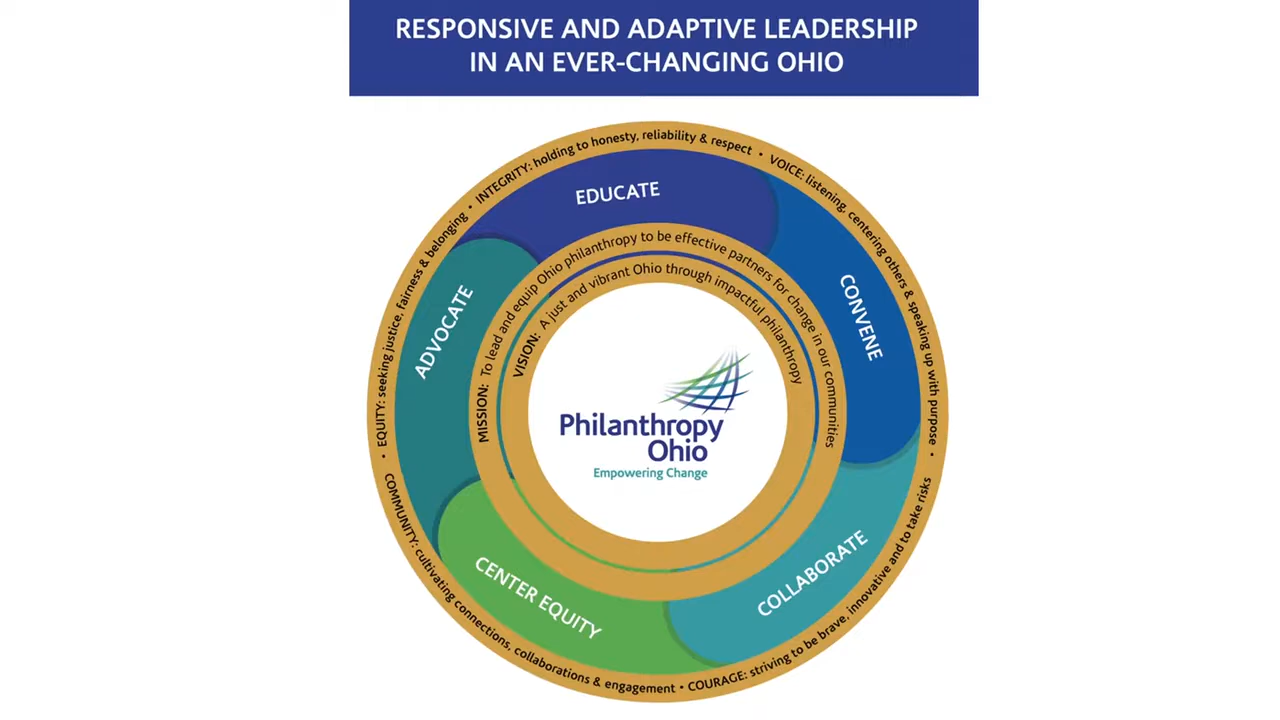 RESPONSIVE AND ADAPTIVE LEADERSHIP
IN AN EVER-CHANGING OHIO
INTEGRITY: holding to honesty, reliability & respect •
VOICE: listening, centering others & speaking up with purpose •
COURAGE: striving to be brave, innovative and to take risks
COMMUNITY: cultivating connections, collaborations & engagement •
• EQUITY: seeking justice, fairness & belonging •
EDUCATE
CONVENE
COLLABORATE
CENTER EQUITY
ADVOCATE
MISSION: To lead and equip Ohio philanthropy to be effective partners for change in our communities
VISION: A just and vibrant Ohio through impactful philanthropy
Philanthropy
Ohio
Empowering Change